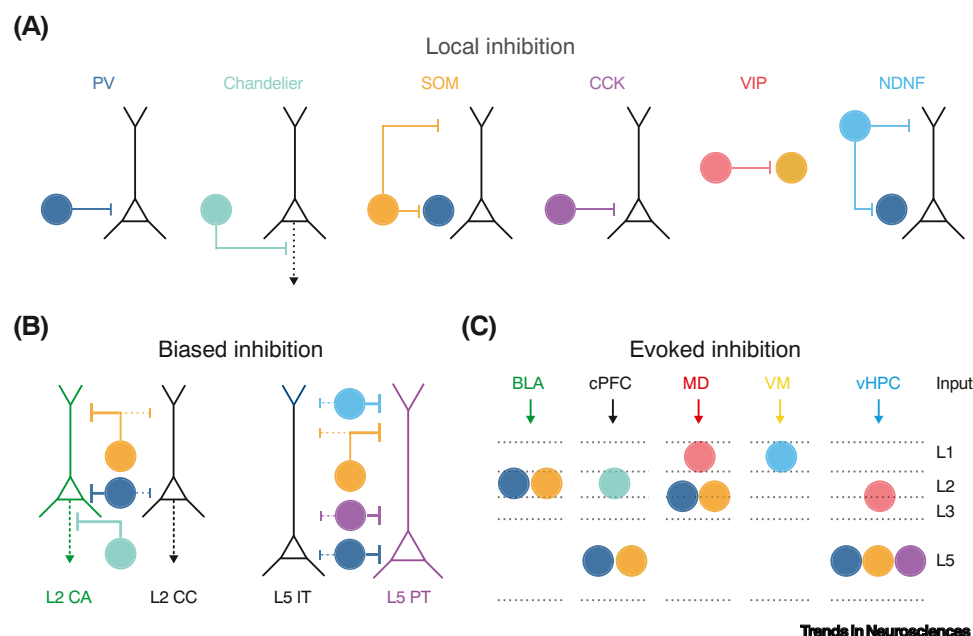 (A)
Local inhibition
PV Chandelier SOM CCK VIP NDNF
(B)
Biased inhibition
L2 CA L2 CC L5 IT L5 PT
(C)
Evoked inhibition
BLA cPFC MD VM vHPC Input
L1
L2
L3
L5
Trends in Neurosciences